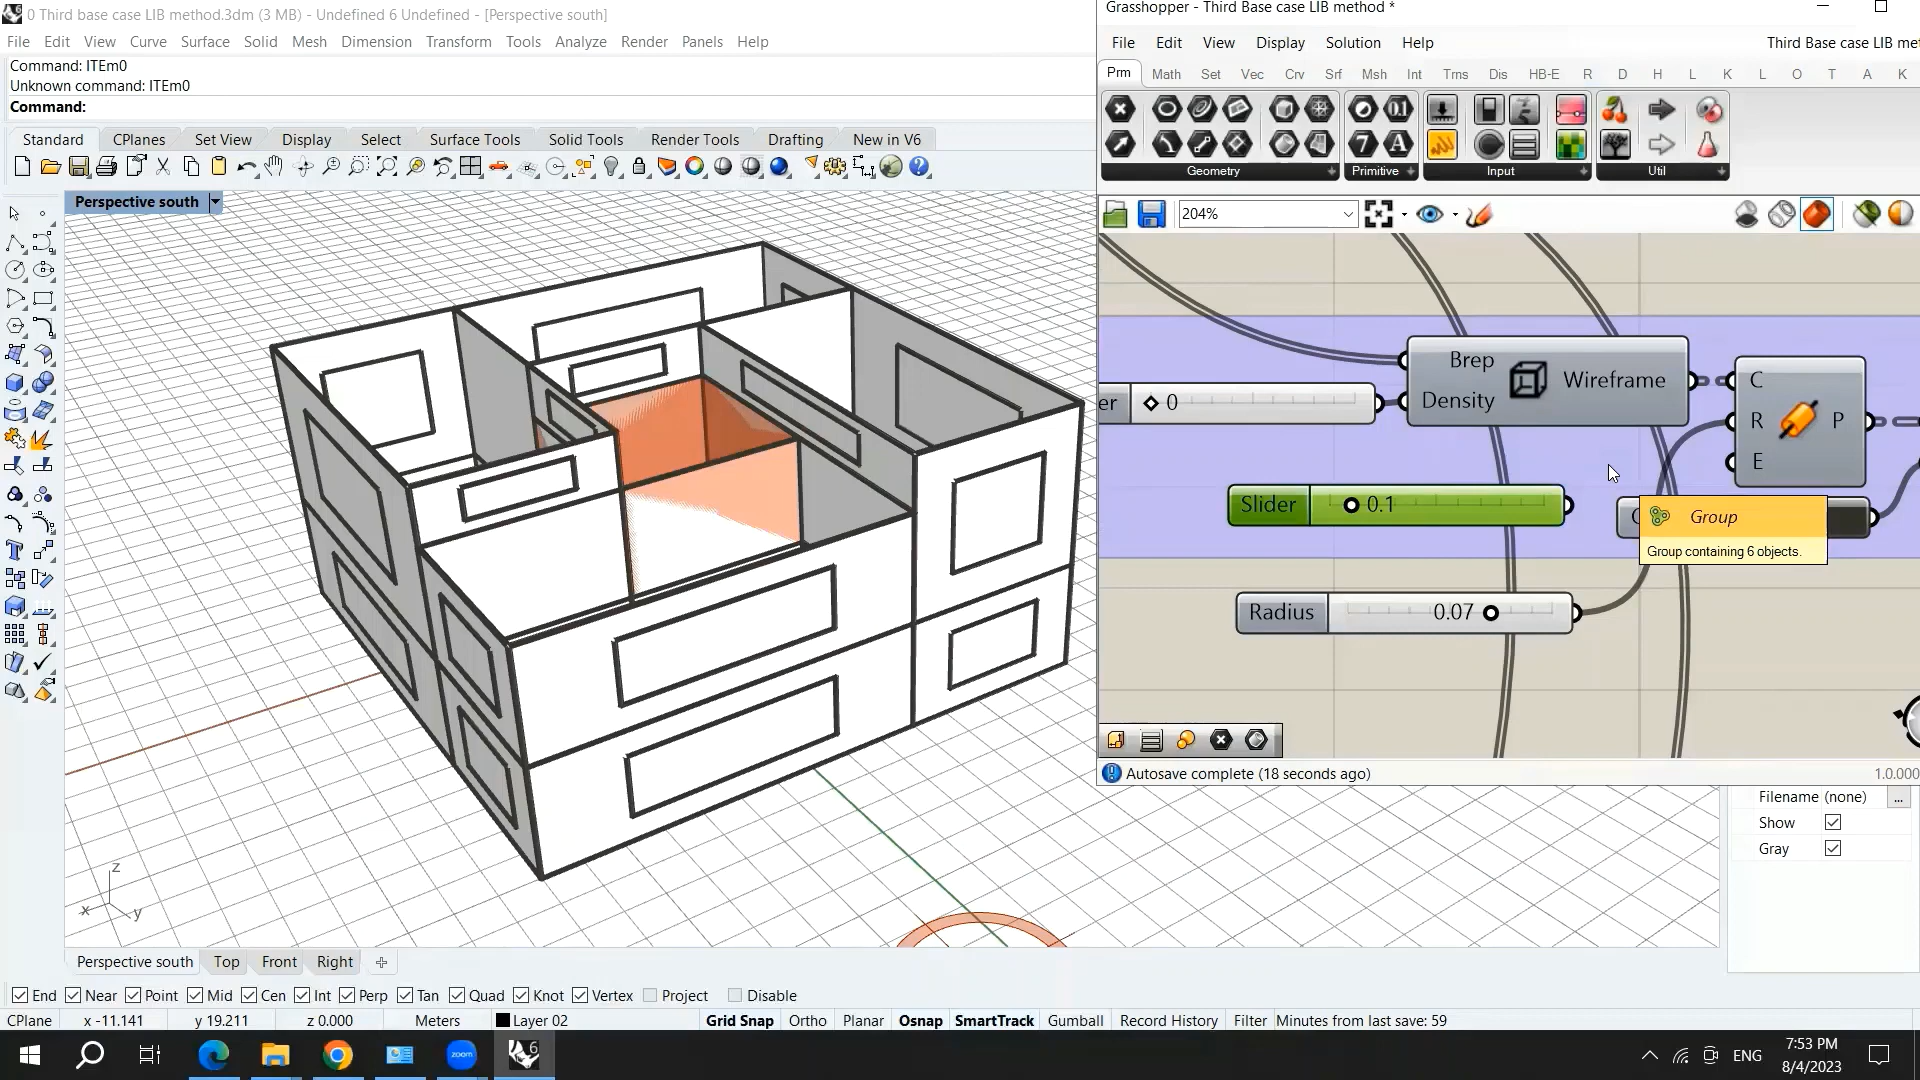 0 Third base case LIB method.3dm (3 MB) - Undefined 6 Undefined - [Perspective south]
File Edit View Curve Surface Solid Mesh Dimension Transform Tools Analyze Render Panels Help
Command: ITEm0
Unknown command: ITEm0
Command:
Standard CPlanes Set View Display Select Surface Tools Solid Tools Render Tools Drafting New in V6
Perspective south
z
x
y
Perspective south Top Front Right
End Near Point Mid Cen Int Perp Tan Quad Knot Vertex Project Disable
CPlane x -11.141 y 19.211 z 0.000 Meters Layer 02 Grid Snap Ortho Planar Osnap SmartTrack Gumball Record History Filter Minutes from last save: 59
Grasshopper - Third Base case LIB method *
File Edit View Display Solution Help Third Base case LIB me
Prm Math Set Vec Crv Srf Msh Int Trns Dis HB-E R D H L K L O T A K
Geometry Primitive Input Util
204%
Brep
Density
Wireframe
er 0
C
R
E
P
Slider 0.1
Group
Group containing 6 objects.
Radius 0.07
Autosave complete (18 seconds ago) 1.0.000
Filename (none) ...
Show
Gray
zoom
6
ENG
7:53 PM
8/4/2023